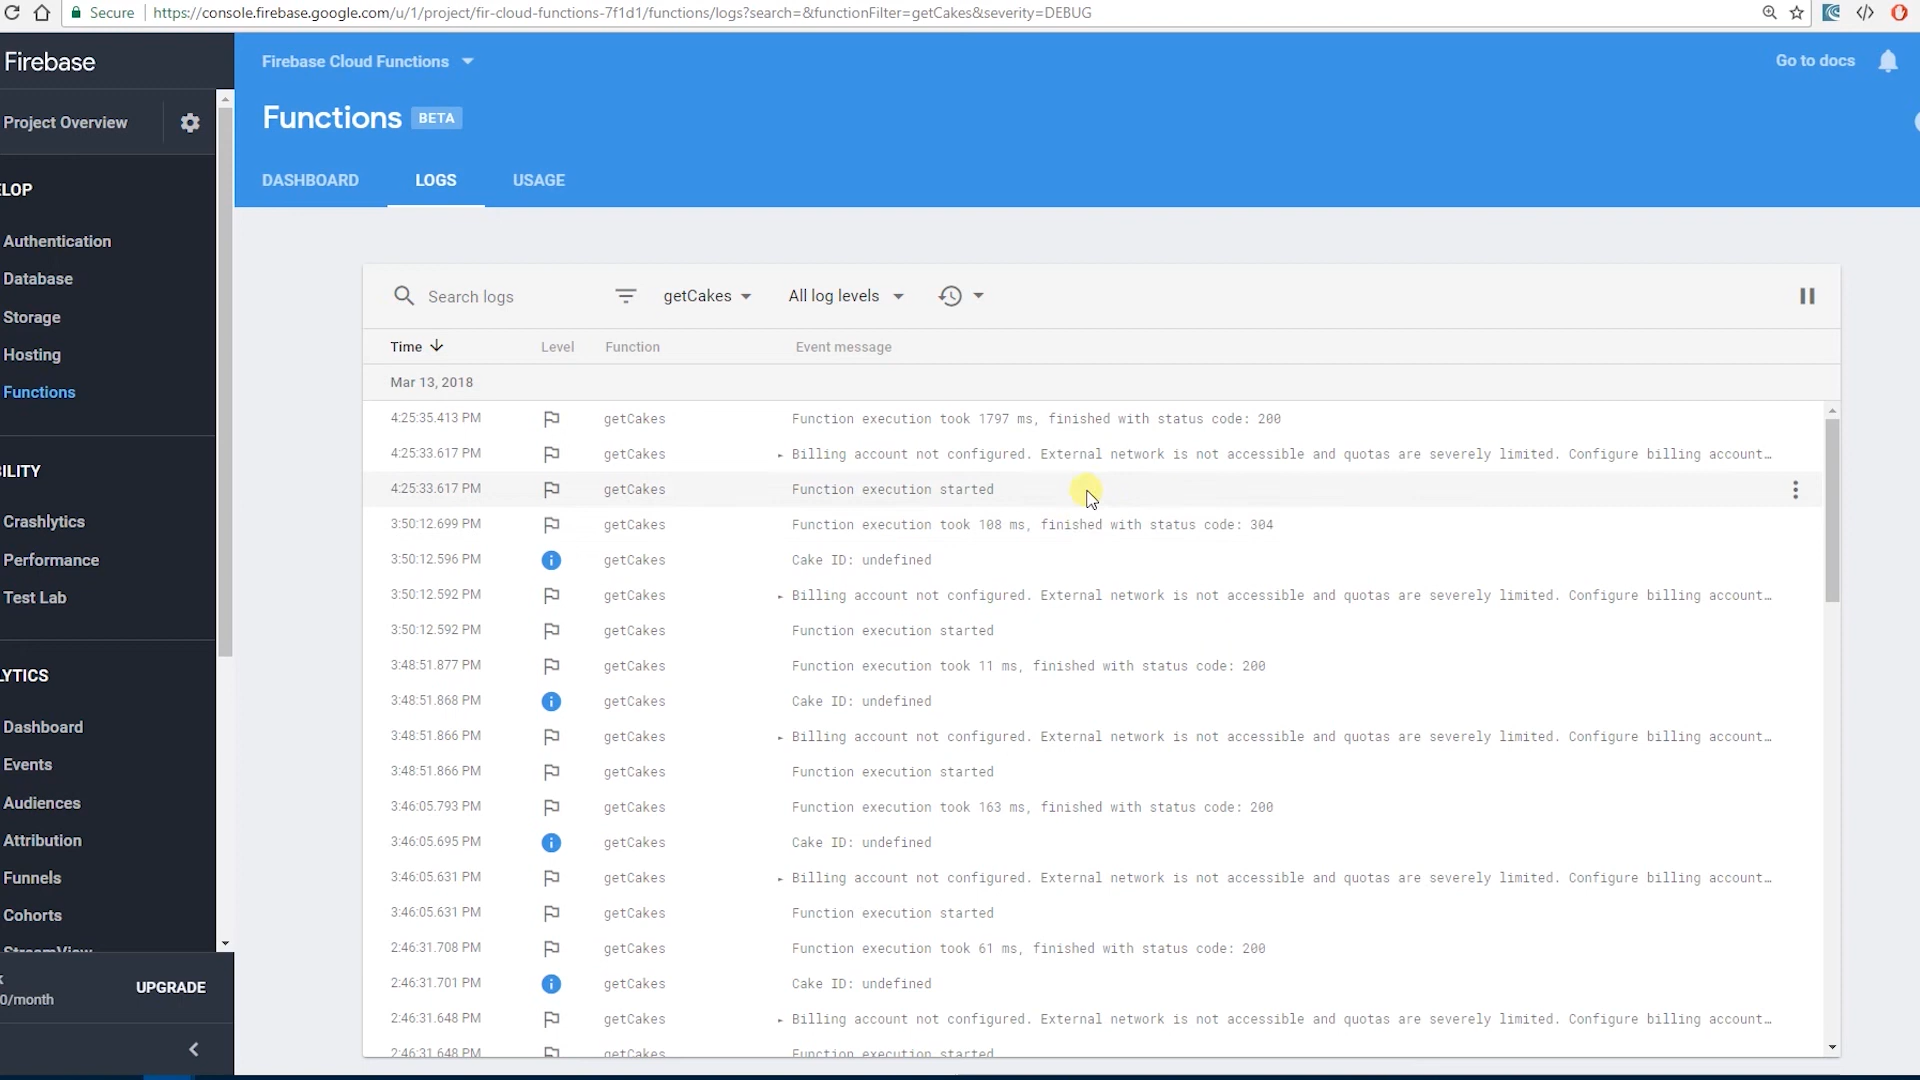 Secure https://console.firebase.google.com/u/1/project/fir-cloud-functions-7f1d1/functions/logs?search=&functionFilter=getCakes&severity=DEBUG
Firebase
Firebase Cloud Functions
Go to docs
Project Overview
Functions BETA
DASHBOARD LOGS USAGE
ELOP
Authentication
Database
Storage
Hosting
Functions
ILITY
Crashlytics
Performance
Test Lab
LYTICS
Dashboard
Events
Audiences
Attribution
Funnels
Cohorts
StreamView
k
0/month UPGRADE
Search logs getCakes All log levels
Time Level Function Event message
Mar 13, 2018
4:25:35.413 PM getCakes Function execution took 1797 ms, finished with status code: 200
4:25:33.617 PM getCakes Billing account not configured. External network is not accessible and quotas are severely limited. Configure billing account…
4:25:33.617 PM getCakes Function execution started
3:50:12.699 PM getCakes Function execution took 108 ms, finished with status code: 304
3:50:12.596 PM getCakes Cake ID: undefined
3:50:12.592 PM getCakes Billing account not configured. External network is not accessible and quotas are severely limited. Configure billing account…
3:50:12.592 PM getCakes Function execution started
3:48:51.877 PM getCakes Function execution took 11 ms, finished with status code: 200
3:48:51.868 PM getCakes Cake ID: undefined
3:48:51.866 PM getCakes Billing account not configured. External network is not accessible and quotas are severely limited. Configure billing account…
3:48:51.866 PM getCakes Function execution started
3:46:05.793 PM getCakes Function execution took 163 ms, finished with status code: 200
3:46:05.695 PM getCakes Cake ID: undefined
3:46:05.631 PM getCakes Billing account not configured. External network is not accessible and quotas are severely limited. Configure billing account…
3:46:05.631 PM getCakes Function execution started
2:46:31.708 PM getCakes Function execution took 61 ms, finished with status code: 200
2:46:31.701 PM getCakes Cake ID: undefined
2:46:31.648 PM getCakes Billing account not configured. External network is not accessible and quotas are severely limited. Configure billing account…
2:46:31.648 PM getCakes Function execution started